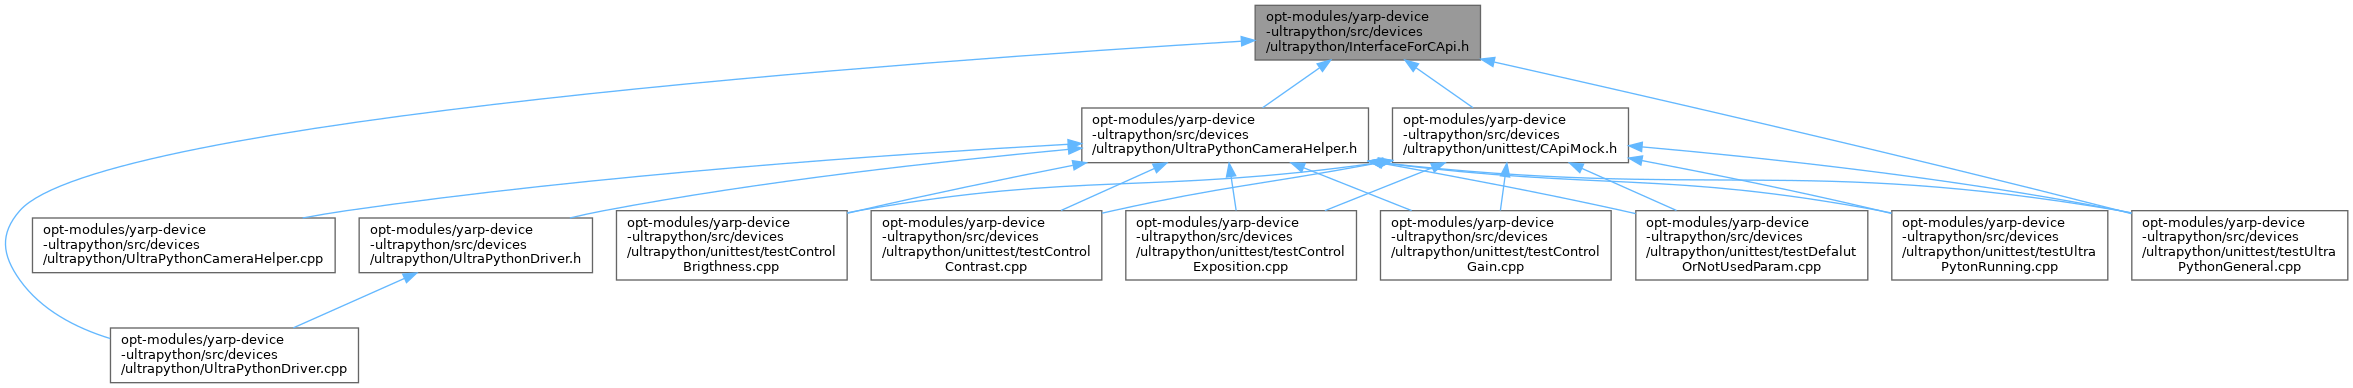 opt-modules/yarp-device
-ultrapython/src/devices
/ultrapython/InterfaceForCApi.h
opt-modules/yarp-device
-ultrapython/src/devices
/ultrapython/UltraPythonCameraHelper.h
opt-modules/yarp-device
-ultrapython/src/devices
/ultrapython/unittest/CApiMock.h
opt-modules/yarp-device
-ultrapython/src/devices
/ultrapython/UltraPythonCameraHelper.cpp
opt-modules/yarp-device
-ultrapython/src/devices
/ultrapython/UltraPythonDriver.h
opt-modules/yarp-device
-ultrapython/src/devices
/ultrapython/unittest/testControl
Brigthness.cpp
opt-modules/yarp-device
-ultrapython/src/devices
/ultrapython/unittest/testControl
Contrast.cpp
opt-modules/yarp-device
-ultrapython/src/devices
/ultrapython/unittest/testControl
Exposition.cpp
opt-modules/yarp-device
-ultrapython/src/devices
/ultrapython/unittest/testControl
Gain.cpp
opt-modules/yarp-device
-ultrapython/src/devices
/ultrapython/unittest/testDefalut
OrNotUsedParam.cpp
opt-modules/yarp-device
-ultrapython/src/devices
/ultrapython/unittest/testUltra
PytonRunning.cpp
opt-modules/yarp-device
-ultrapython/src/devices
/ultrapython/unittest/testUltra
PythonGeneral.cpp
opt-modules/yarp-device
-ultrapython/src/devices
/ultrapython/UltraPythonDriver.cpp